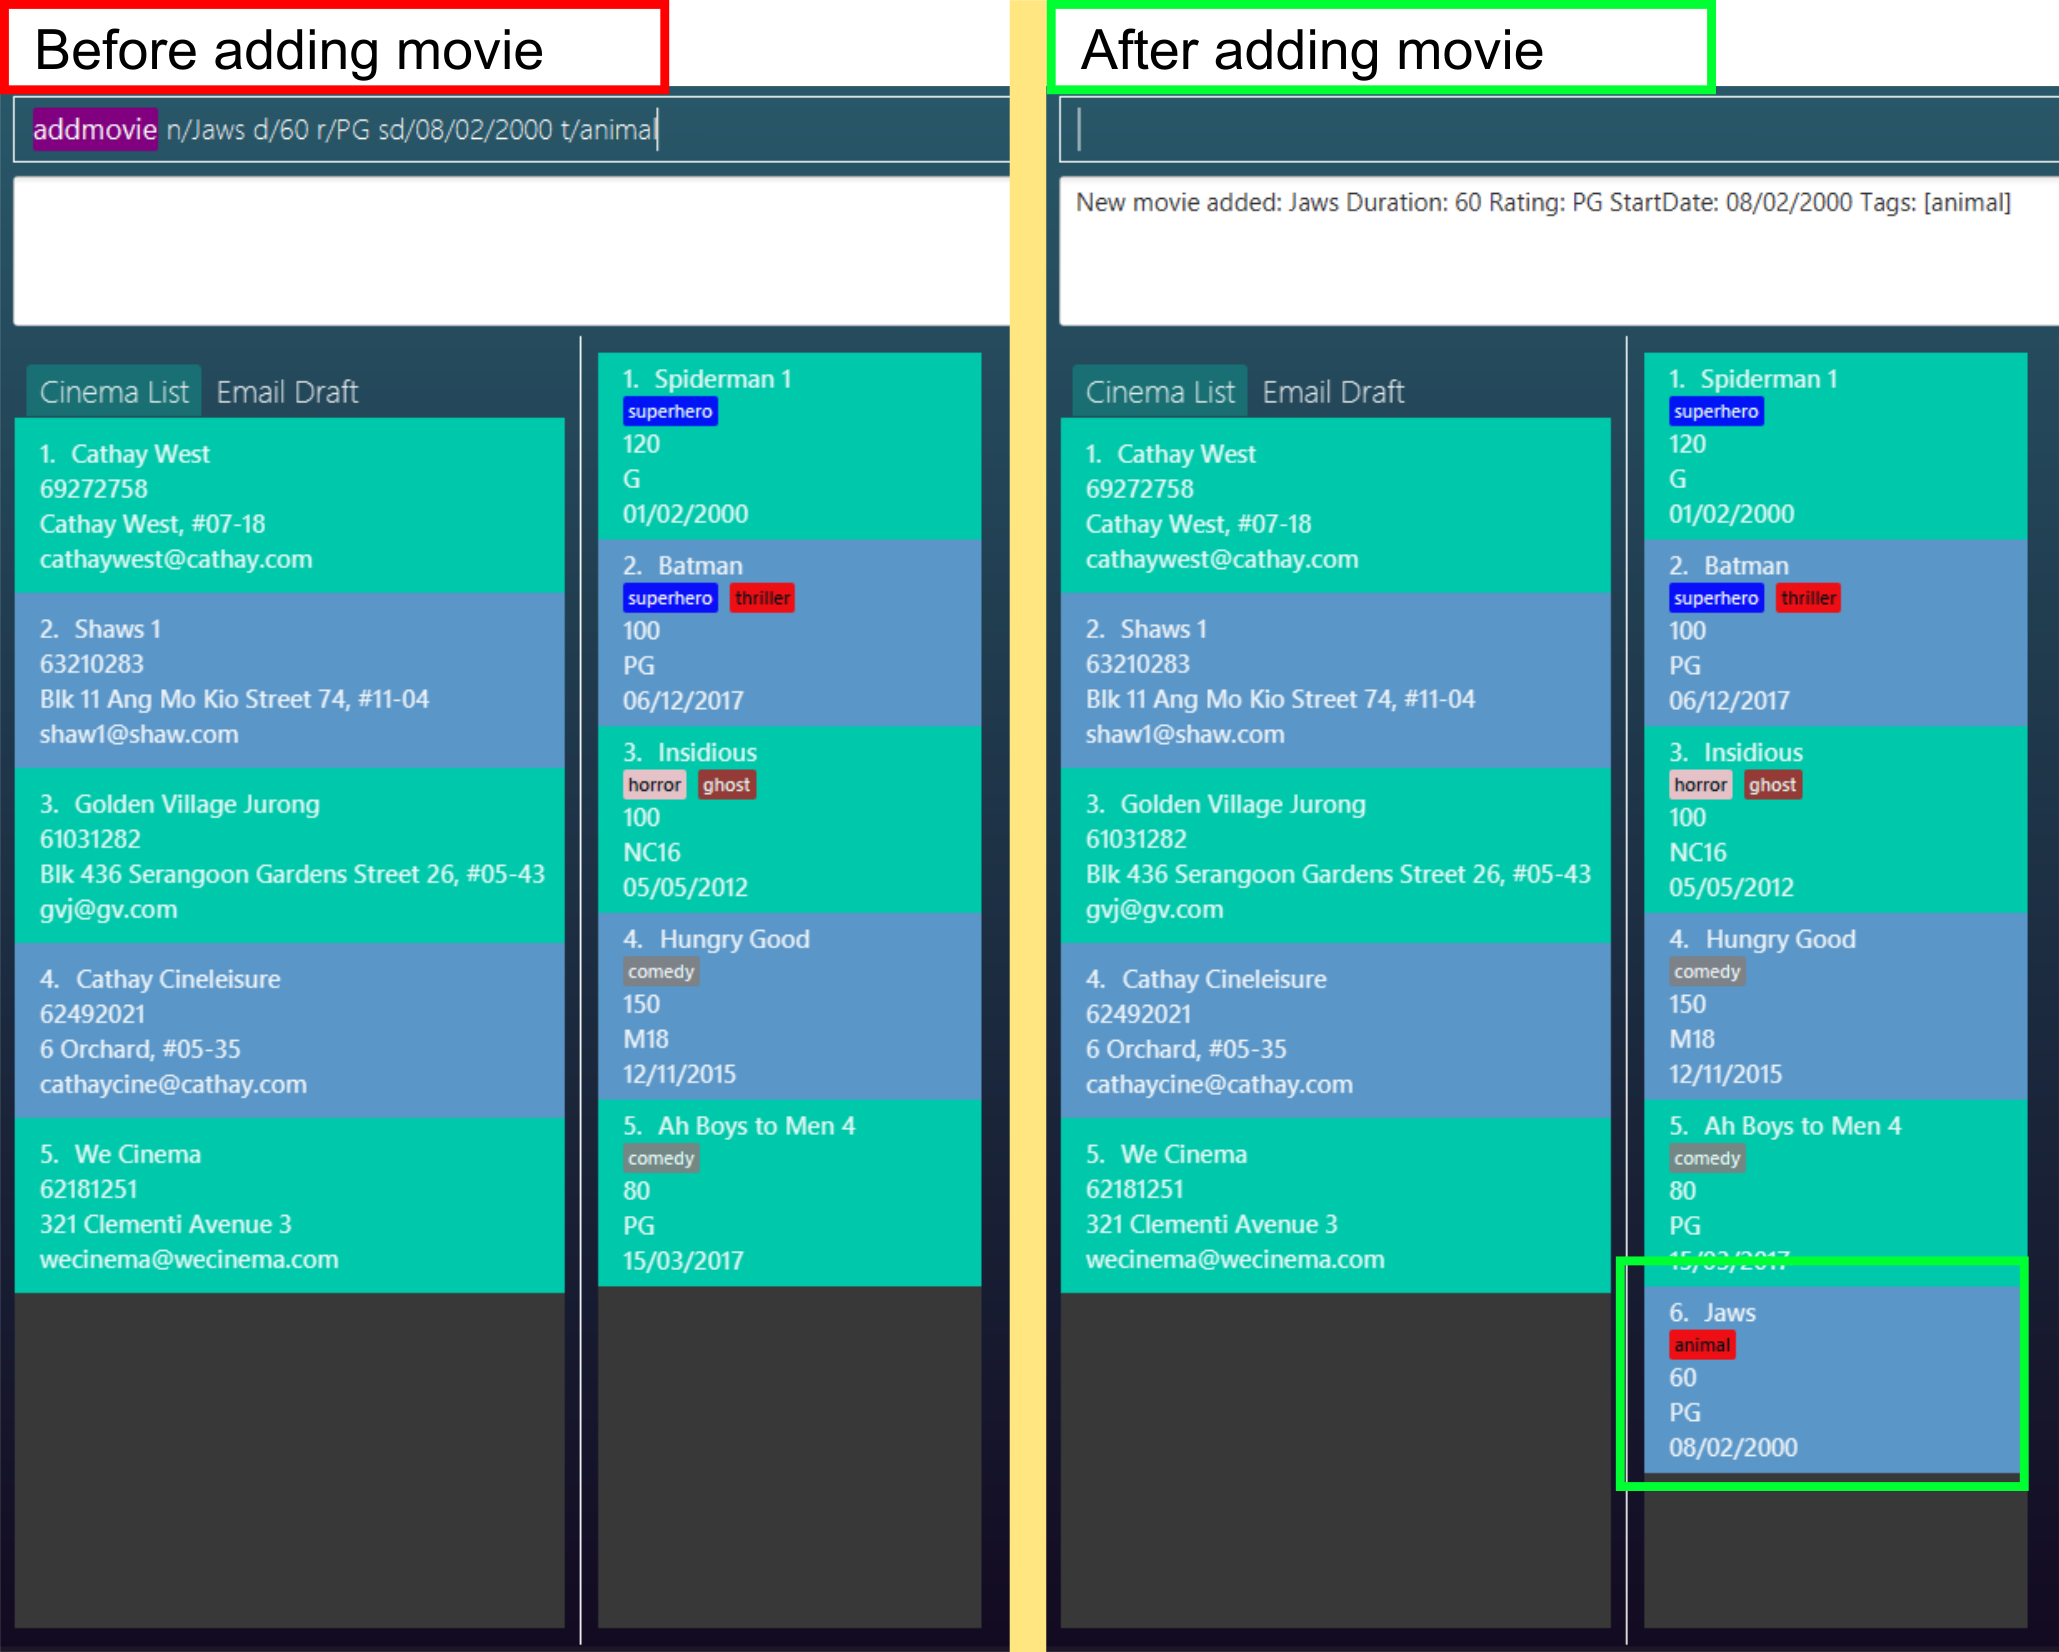 Before adding movie
addmovie n/Jaws d/60 r/PG sd/08/02/2000 t/animal
Cinema List Email Draft
1. Cathay West
69272758
Cathay West, #07-18
cathaywest@cathay.com
2. Shaws 1
63210283
Blk 11 Ang Mo Kio Street 74, #11-04
shaw1@shaw.com
3. Golden Village Jurong
61031282
Blk 436 Serangoon Gardens Street 26, #05-43
gvj@gv.com
4. Cathay Cineleisure
62492021
6 Orchard, #05-35
cathaycine@cathay.com
5. We Cinema
62181251
321 Clementi Avenue 3
wecinema@wecinema.com
1. Spiderman 1
superhero
120
G
01/02/2000
2. Batman
superhero thriller
100
PG
06/12/2017
3. Insidious
horror ghost
100
NC16
05/05/2012
4. Hungry Good
comedy
150
M18
12/11/2015
5. Ah Boys to Men 4
comedy
80
PG
15/03/2017
After adding movie
New movie added: Jaws Duration: 60 Rating: PG StartDate: 08/02/2000 Tags: [animal]
Cinema List Email Draft
1. Cathay West
69272758
Cathay West, #07-18
cathaywest@cathay.com
2. Shaws 1
63210283
Blk 11 Ang Mo Kio Street 74, #11-04
shaw1@shaw.com
3. Golden Village Jurong
61031282
Blk 436 Serangoon Gardens Street 26, #05-43
gvj@gv.com
4. Cathay Cineleisure
62492021
6 Orchard, #05-35
cathaycine@cathay.com
5. We Cinema
62181251
321 Clementi Avenue 3
wecinema@wecinema.com
1. Spiderman 1
superhero
120
G
01/02/2000
2. Batman
superhero thriller
100
PG
06/12/2017
3. Insidious
horror ghost
100
NC16
05/05/2012
4. Hungry Good
comedy
150
M18
12/11/2015
5. Ah Boys to Men 4
comedy
80
PG
15/03/2017
6. Jaws
animal
60
PG
08/02/2000